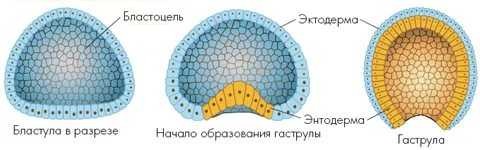 Бластоцель
Эктодерма
Энтодерма
Бластула в разрезе
Начало образования гаструлы
Гаструла